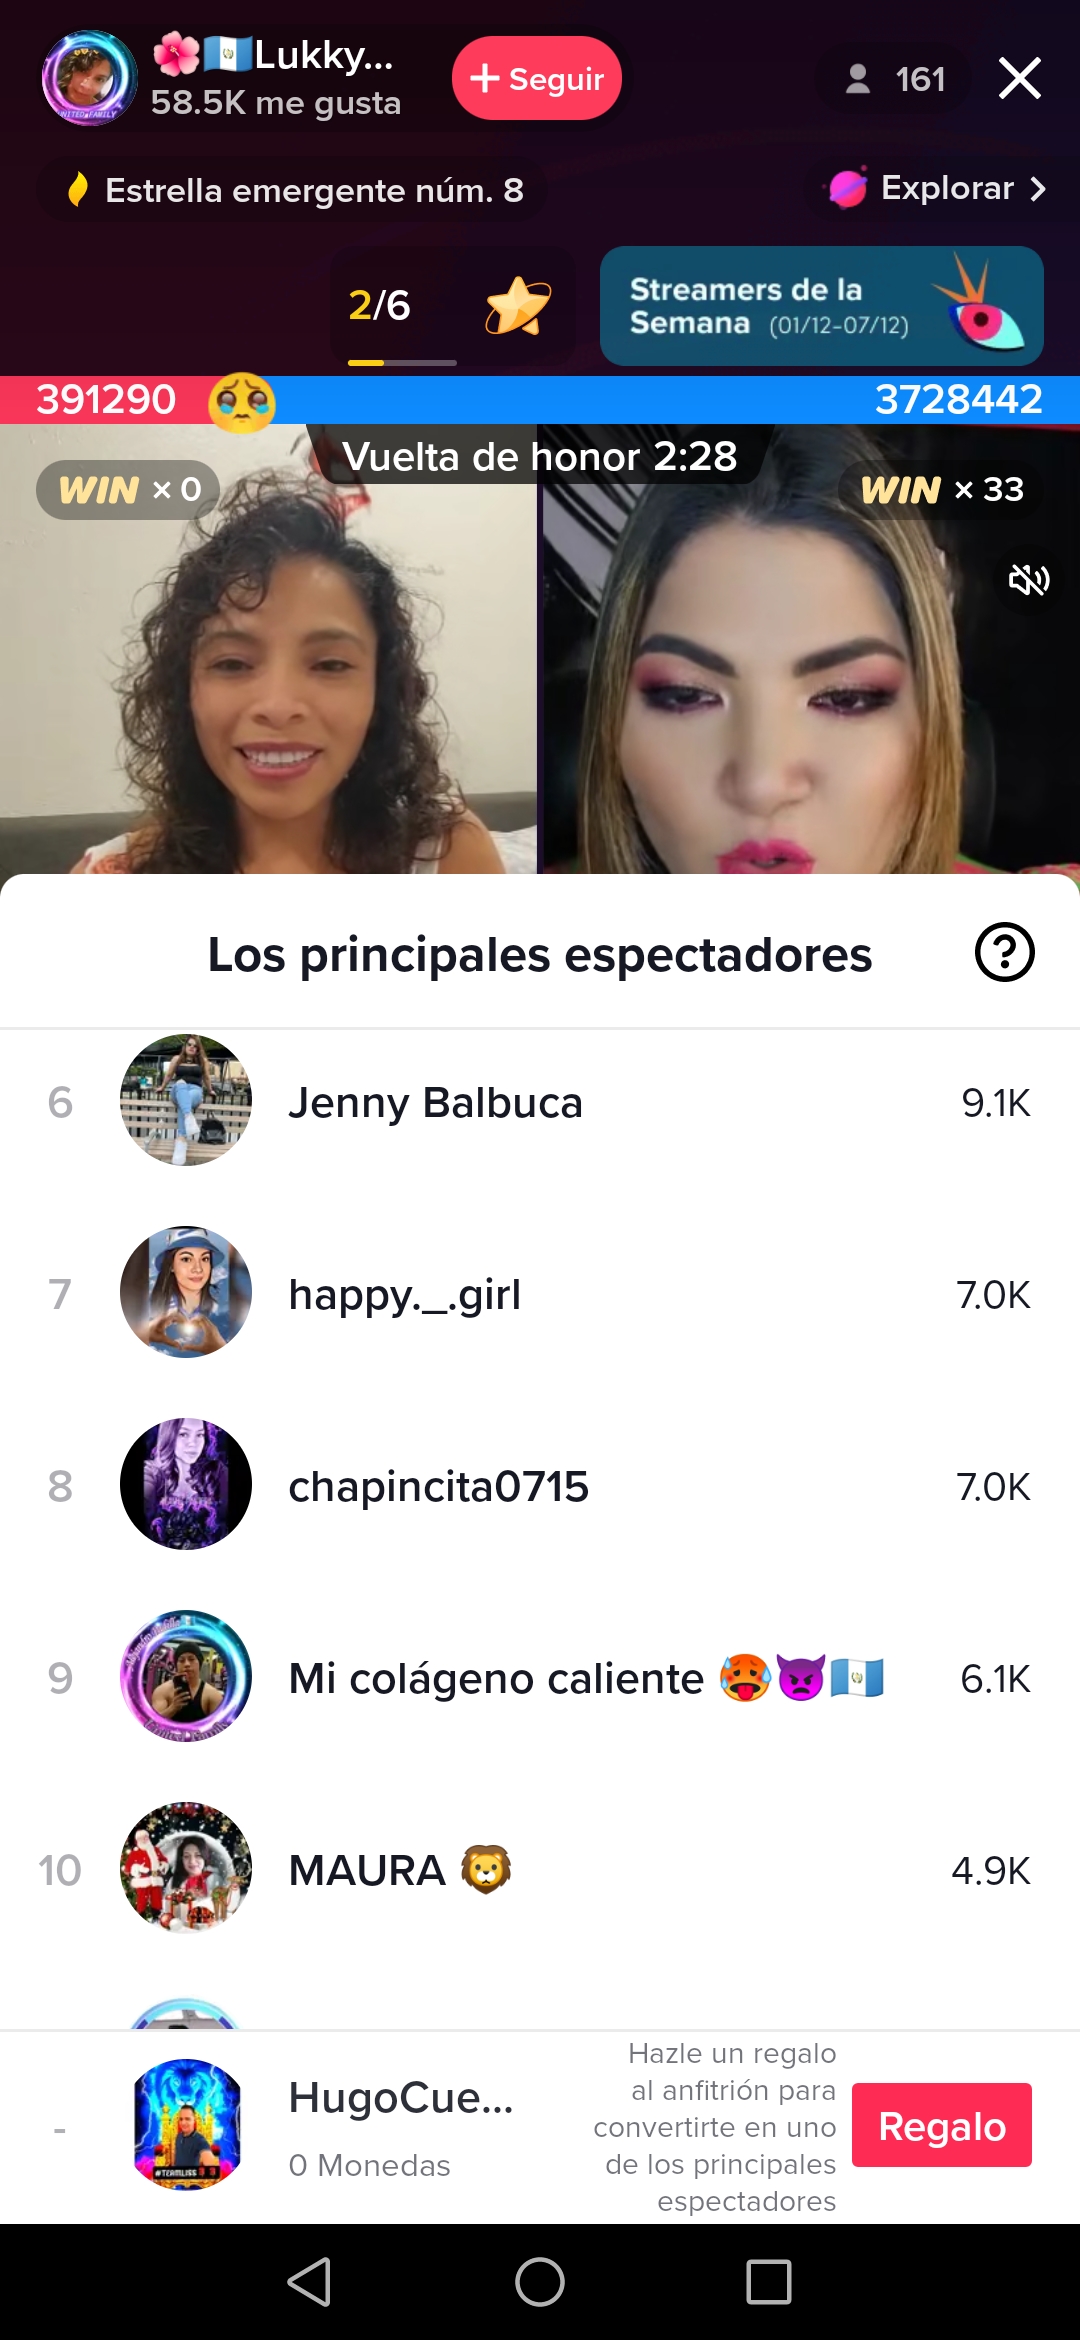 🌺🇬🇹Lukky...
58.5K me gusta
+ Seguir
161
Estrella emergente núm. 8
Explorar >
2/6
Streamers de la
Semana (01/12-07/12)
391290
3728442
Vuelta de honor 2:28
WIN × 0
WIN × 33
Los principales espectadores
6 Jenny Balbuca 9.1K
7 happy._.girl 7.0K
8 chapincita0715 7.0K
9 Mi colágeno caliente 🥵👿🇬🇹 6.1K
10 MAURA 🦁 4.9K
- HugoCue...
0 Monedas
Hazle un regalo
al anfitrión para
convertirte en uno
de los principales
espectadores
Regalo
#TEAMLISS